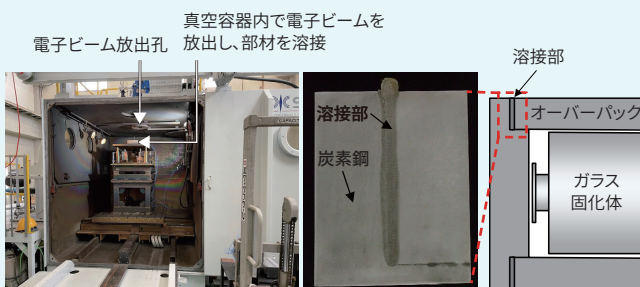 真空容器内で電子ビームを
放出し、部材を溶接
電子ビーム放出孔
溶接部
炭素鋼
溶接部
オーバーパック
ガラス
固化体